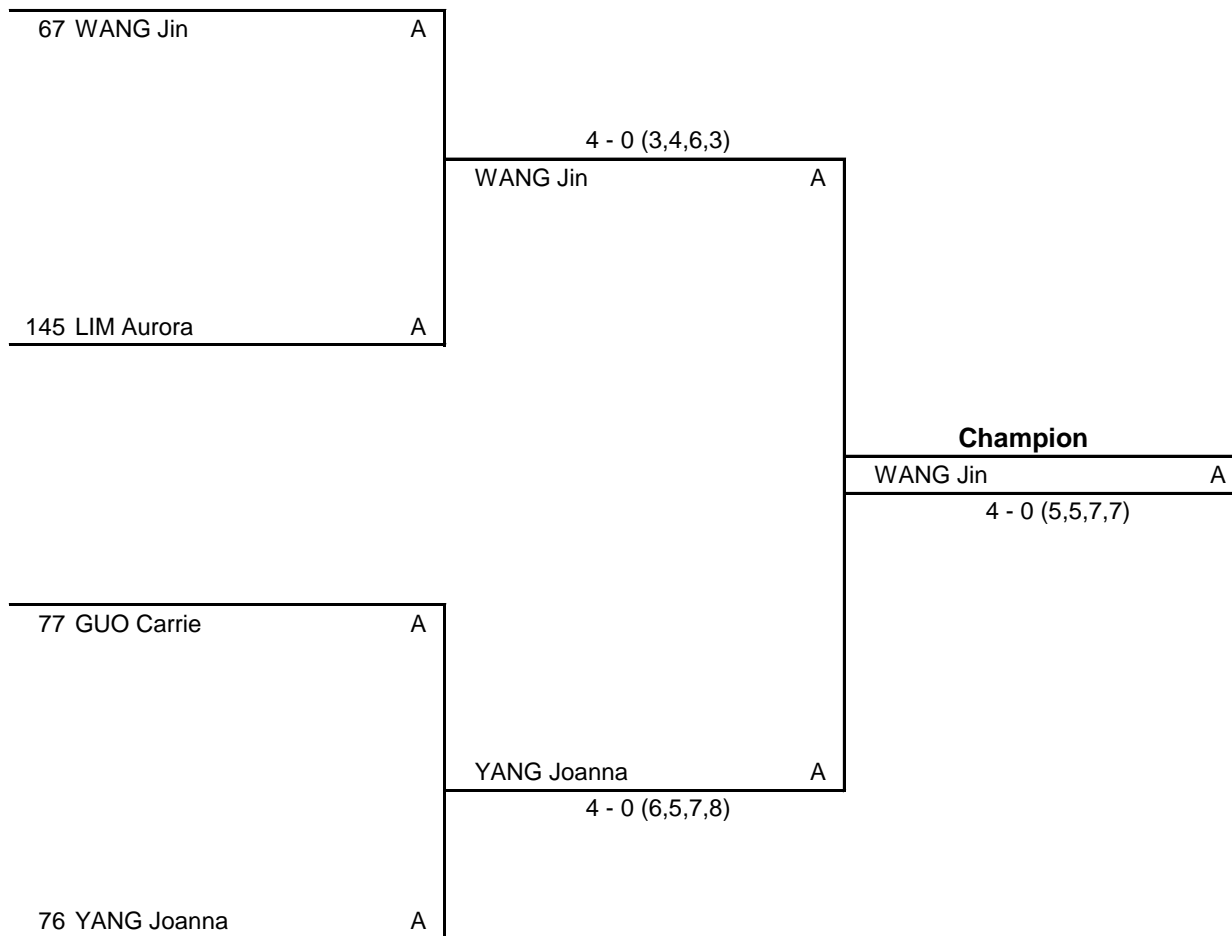 67 WANG Jin A
4 - 0 (3,4,6,3)
WANG Jin A
145 LIM Aurora A
Champion
WANG Jin A
4 - 0 (5,5,7,7)
77 GUO Carrie A
YANG Joanna A
4 - 0 (6,5,7,8)
76 YANG Joanna A